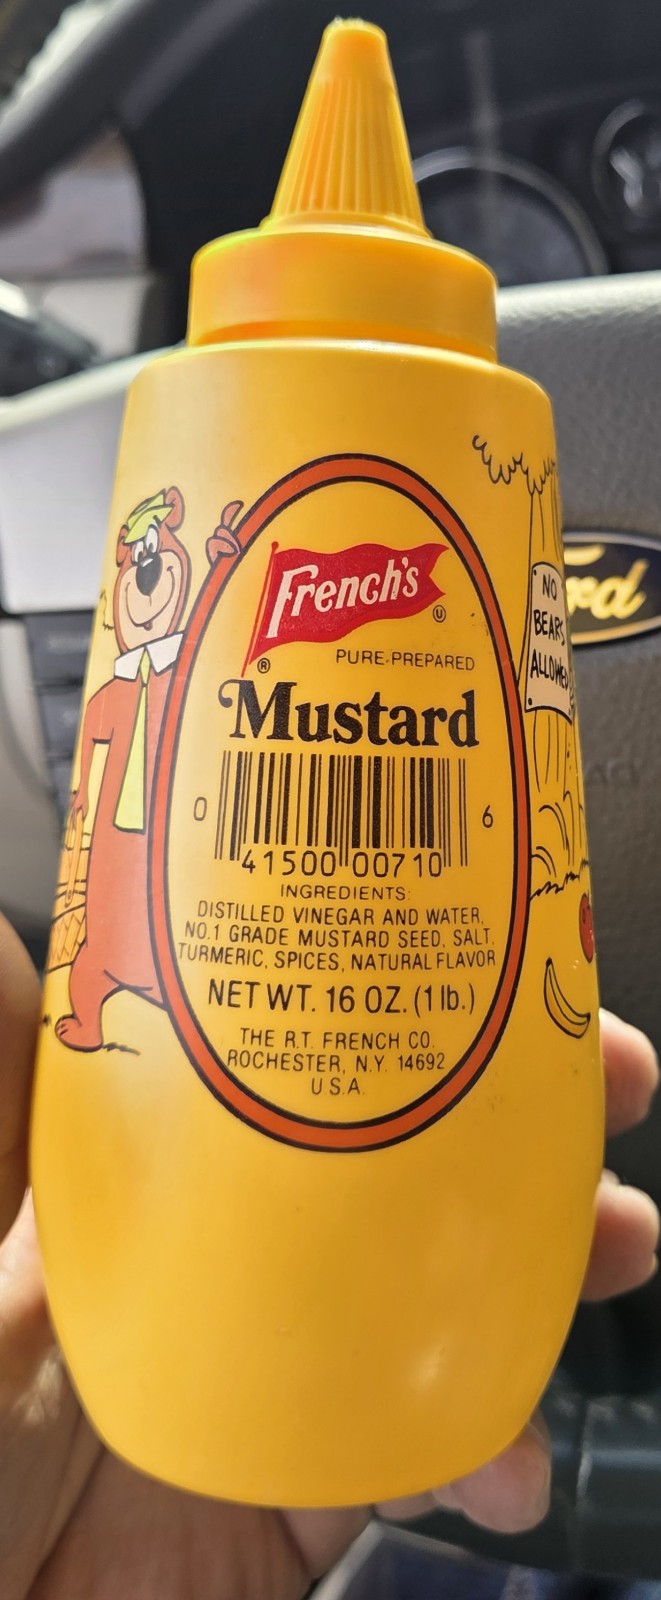 French's
U
®
PURE-PREPARED
Mustard
0 41500 00710 6
INGREDIENTS:
DISTILLED VINEGAR AND WATER,
NO.1 GRADE MUSTARD SEED, SALT,
TURMERIC, SPICES, NATURAL FLAVOR
NET WT. 16 OZ. (1 lb.)
THE R.T. FRENCH CO.
ROCHESTER, N.Y. 14692
U.S.A.
NO
BEARS
ALLOWED